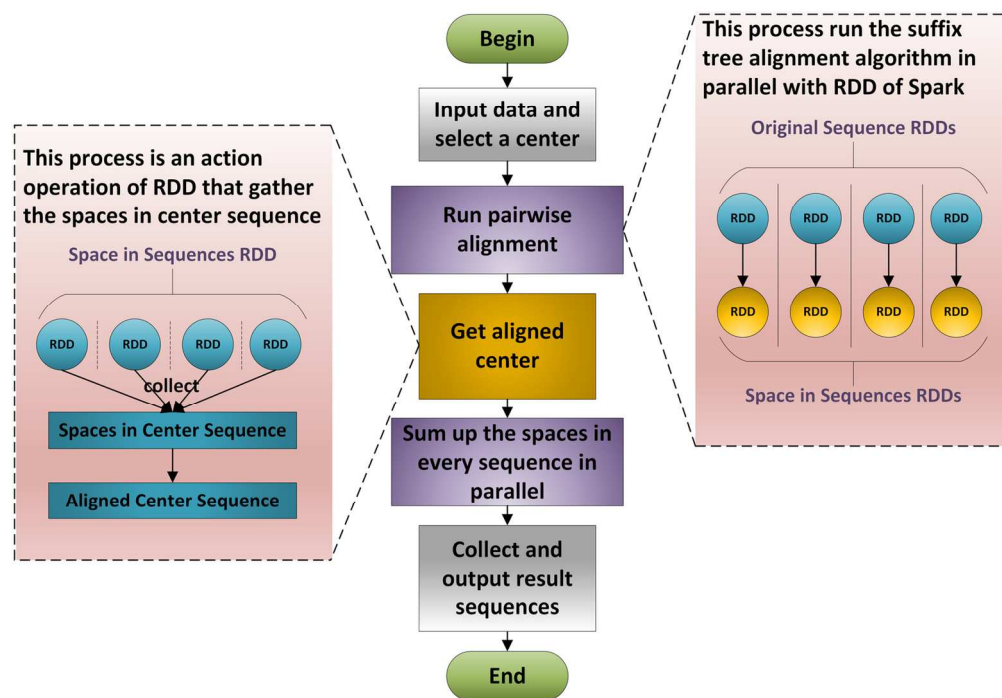 Begin
Input data and
select a center
Run pairwise
alignment
Get aligned
center
Sum up the spaces in
every sequence in
parallel
Collect and
output result
sequences
End
This process is an action
operation of RDD that gather
the spaces in center sequence
Space in Sequences RDD
RDD RDD RDD RDD
collect
Spaces in Center Sequence
Aligned Center Sequence
This process run the suffix
tree alignment algorithm in
parallel with RDD of Spark
Original Sequence RDDs
RDD RDD RDD RDD
RDD RDD RDD RDD
Space in Sequences RDDs